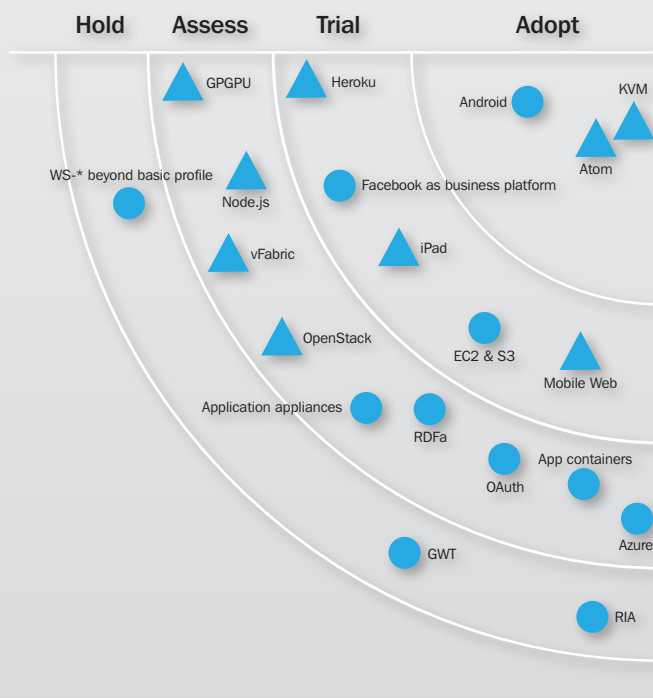 Hold Assess Trial Adopt
GPGPU
Heroku
Android
KVM
Atom
WS-* beyond basic profile
Node.js
Facebook as business platform
vFabric
iPad
OpenStack
EC2 & S3
Mobile Web
Application appliances
RDFa
App containers
OAuth
Azure
GWT
RIA